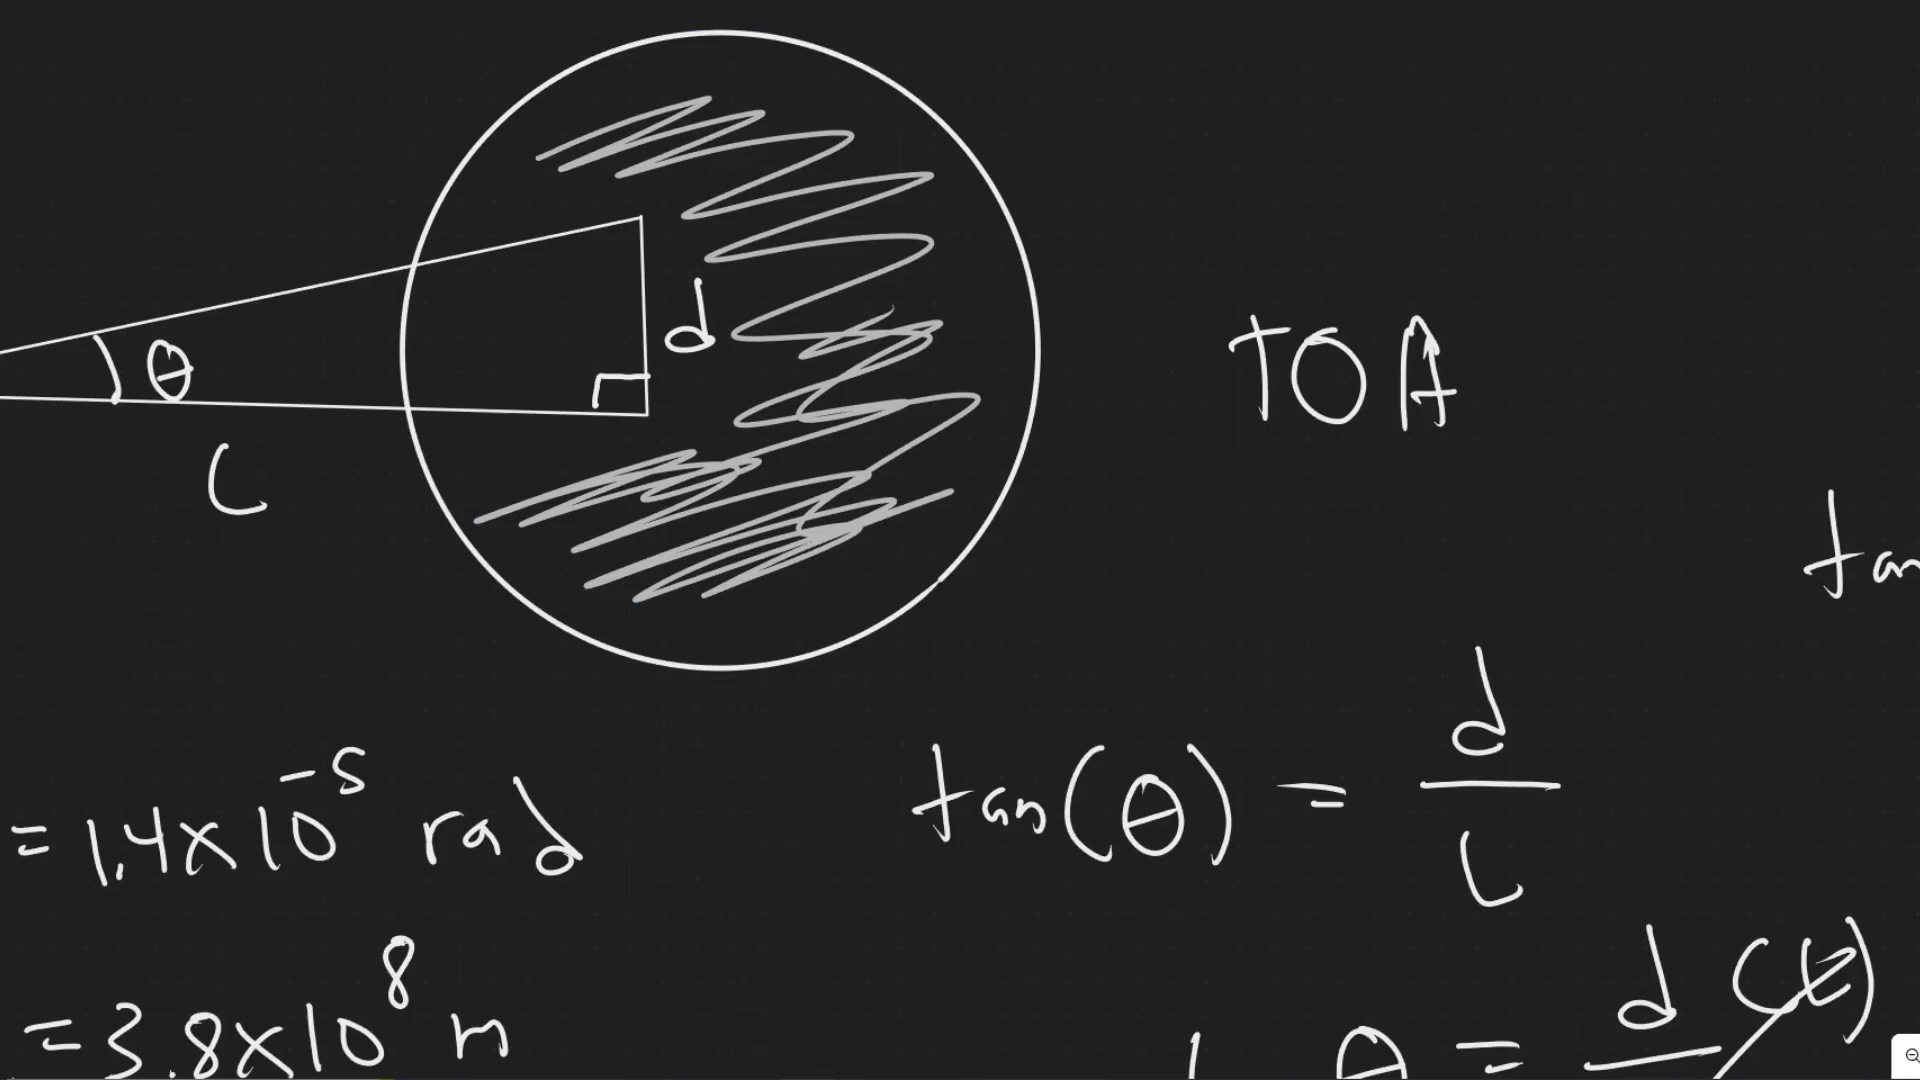 d
θ
TOA
L
tan
= 1.4×10⁻⁵ rad
tan(θ) = d/L
= 3.8×10⁸ m
θ = d (L)